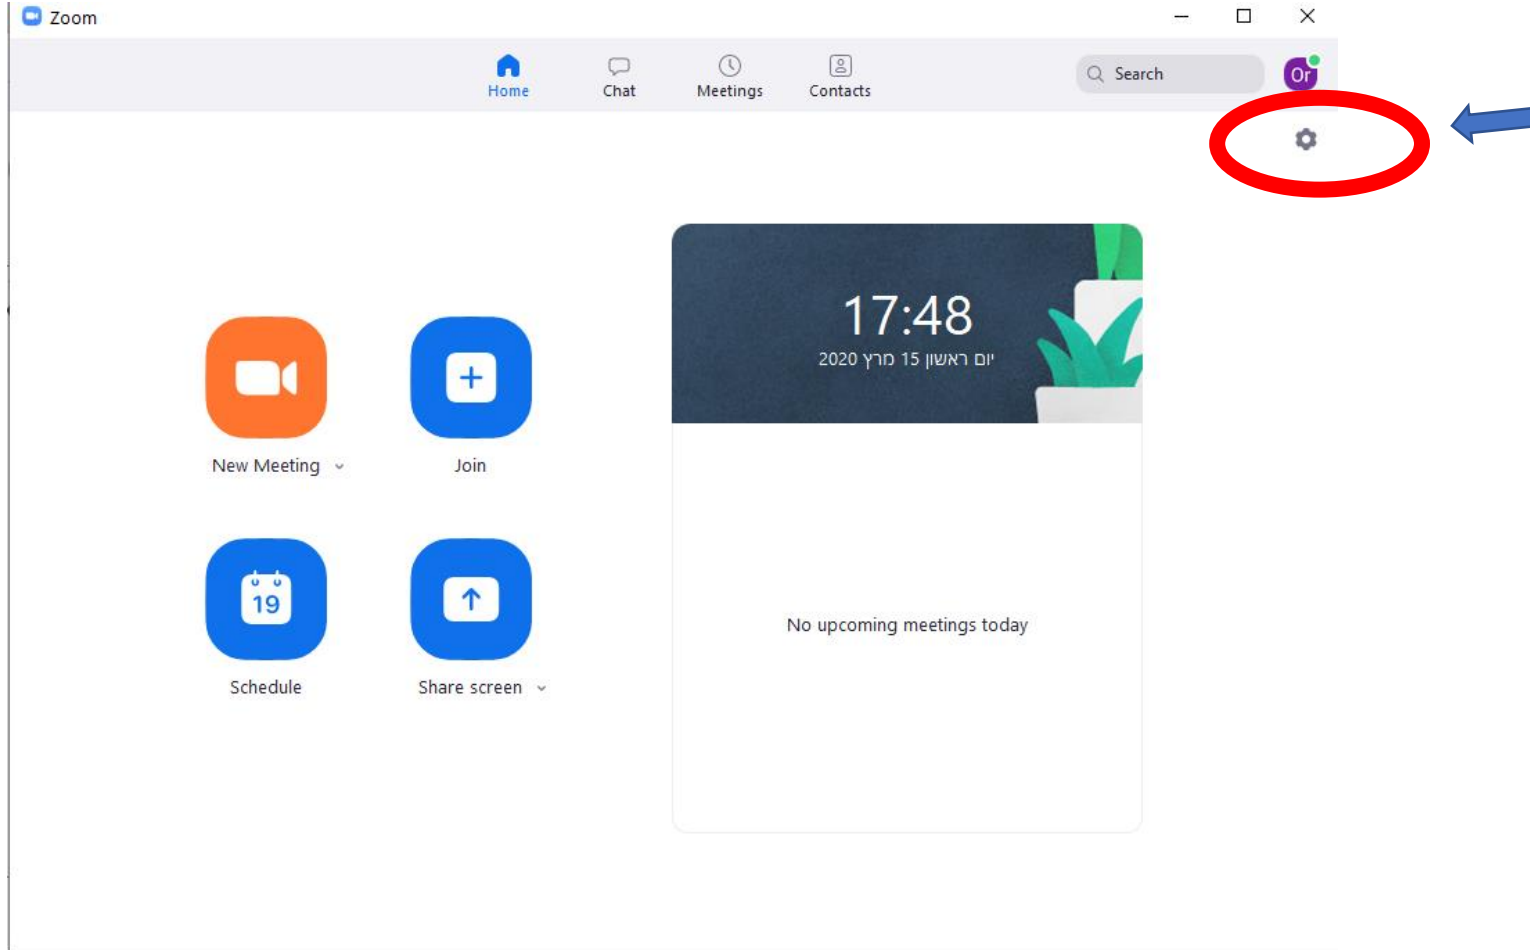 Zoom
Home
Chat
Meetings
Contacts
Search
Or
17:48
יום ראשון 15 מרץ 2020
New Meeting
Join
19
Schedule
Share screen
No upcoming meetings today